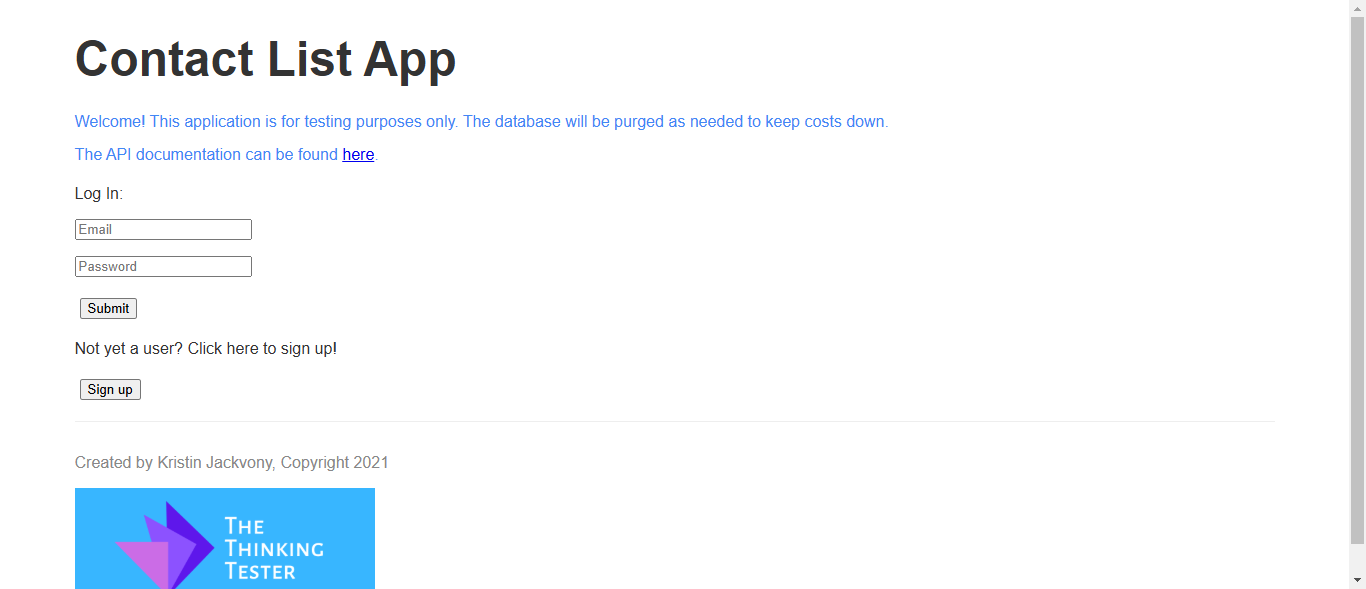 Contact List App
Welcome! This application is for testing purposes only. The database will be purged as needed to keep costs down.
The API documentation can be found here.
Log In:
Email
Password
Submit
Not yet a user? Click here to sign up!
Sign up
Created by Kristin Jackvony, Copyright 2021
THE
THINKING
TESTER